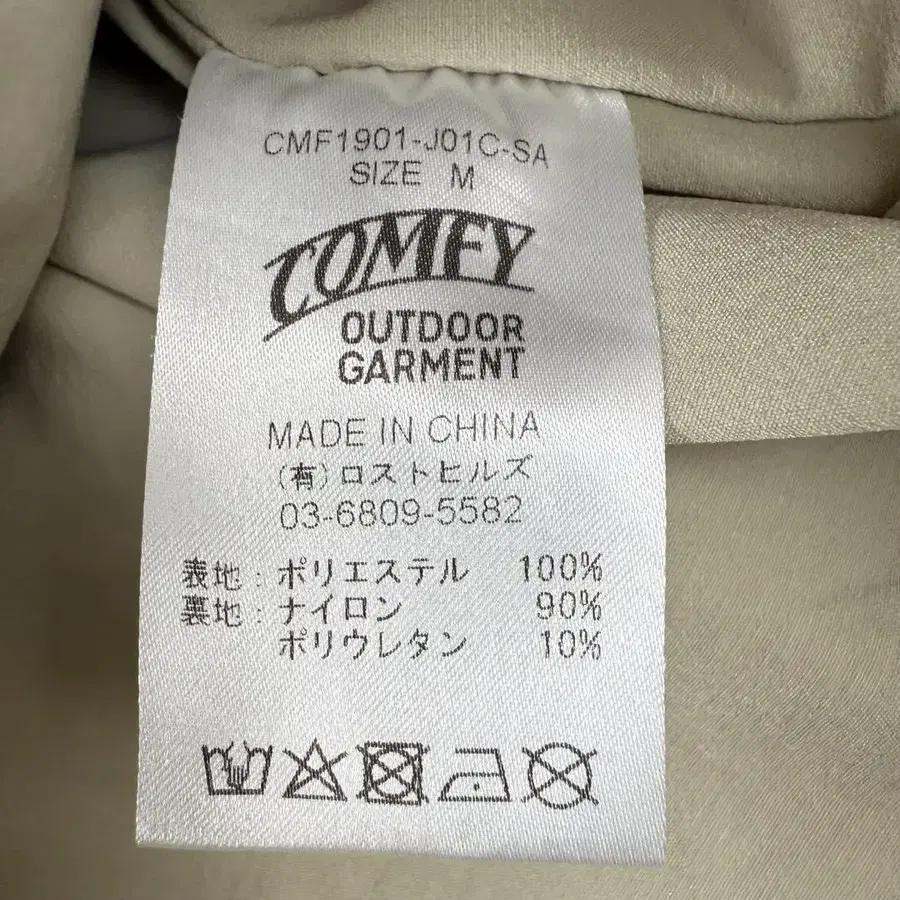 CMF1901-J01C-SA
SIZE M
COMFY
OUTDOOR
GARMENT
MADE IN CHINA
(有)ロストヒルズ
03-6809-5582
表地:ポリエステル 100%
裏地:ナイロン 90%
ポリウレタン 10%